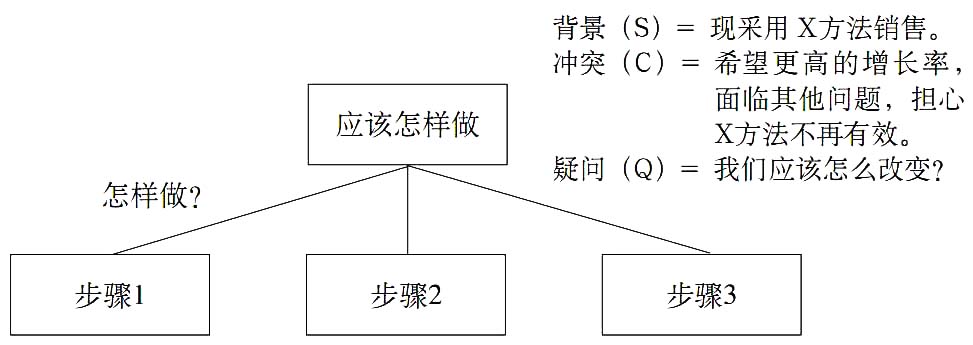 背景（S）= 现采用 X方法销售。
冲突（C）= 希望更高的增长率，
面临其他问题，担心
X方法不再有效。
疑问（Q）= 我们应该怎么改变？
应该怎样做
怎样做？
步骤1
步骤2
步骤3